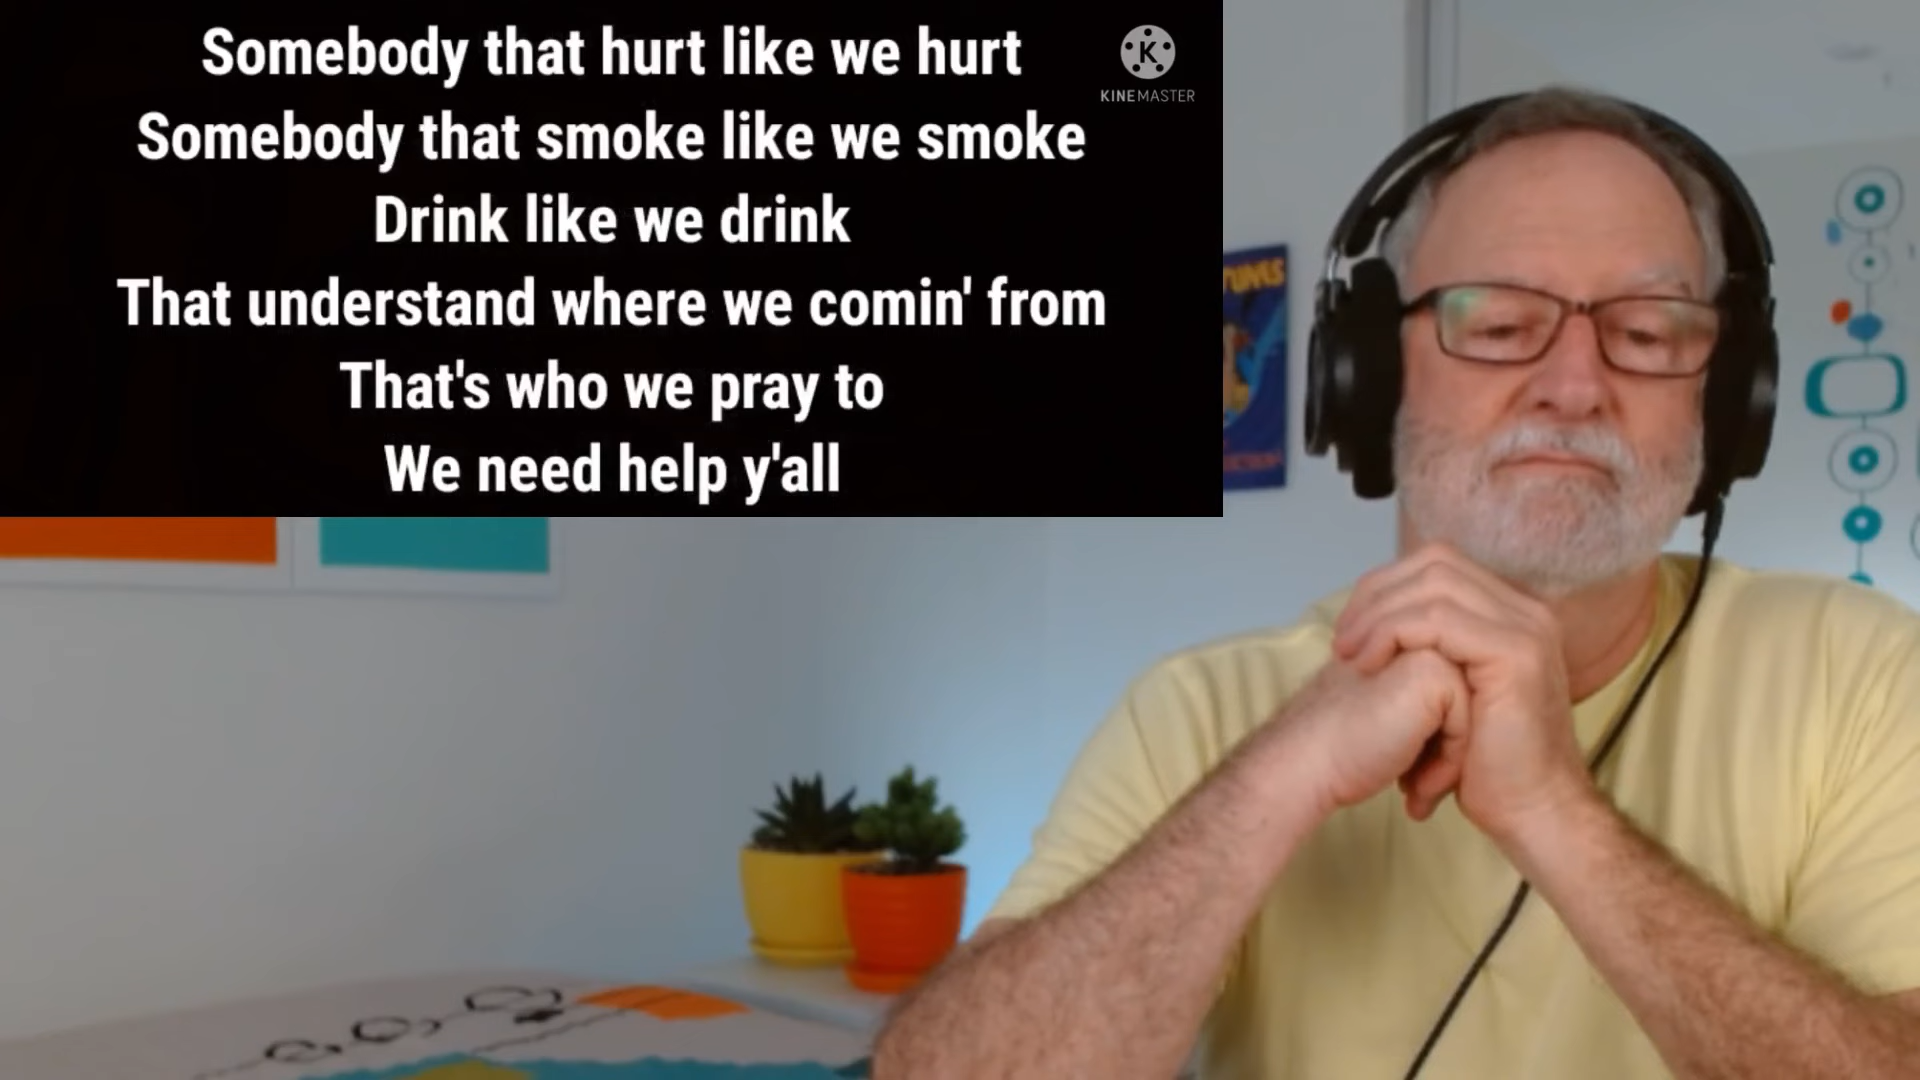 Somebody that hurt like we hurt
Somebody that smoke like we smoke
Drink like we drink
That understand where we comin' from
That's who we pray to
We need help y'all
K
KINEMASTER
TUNES